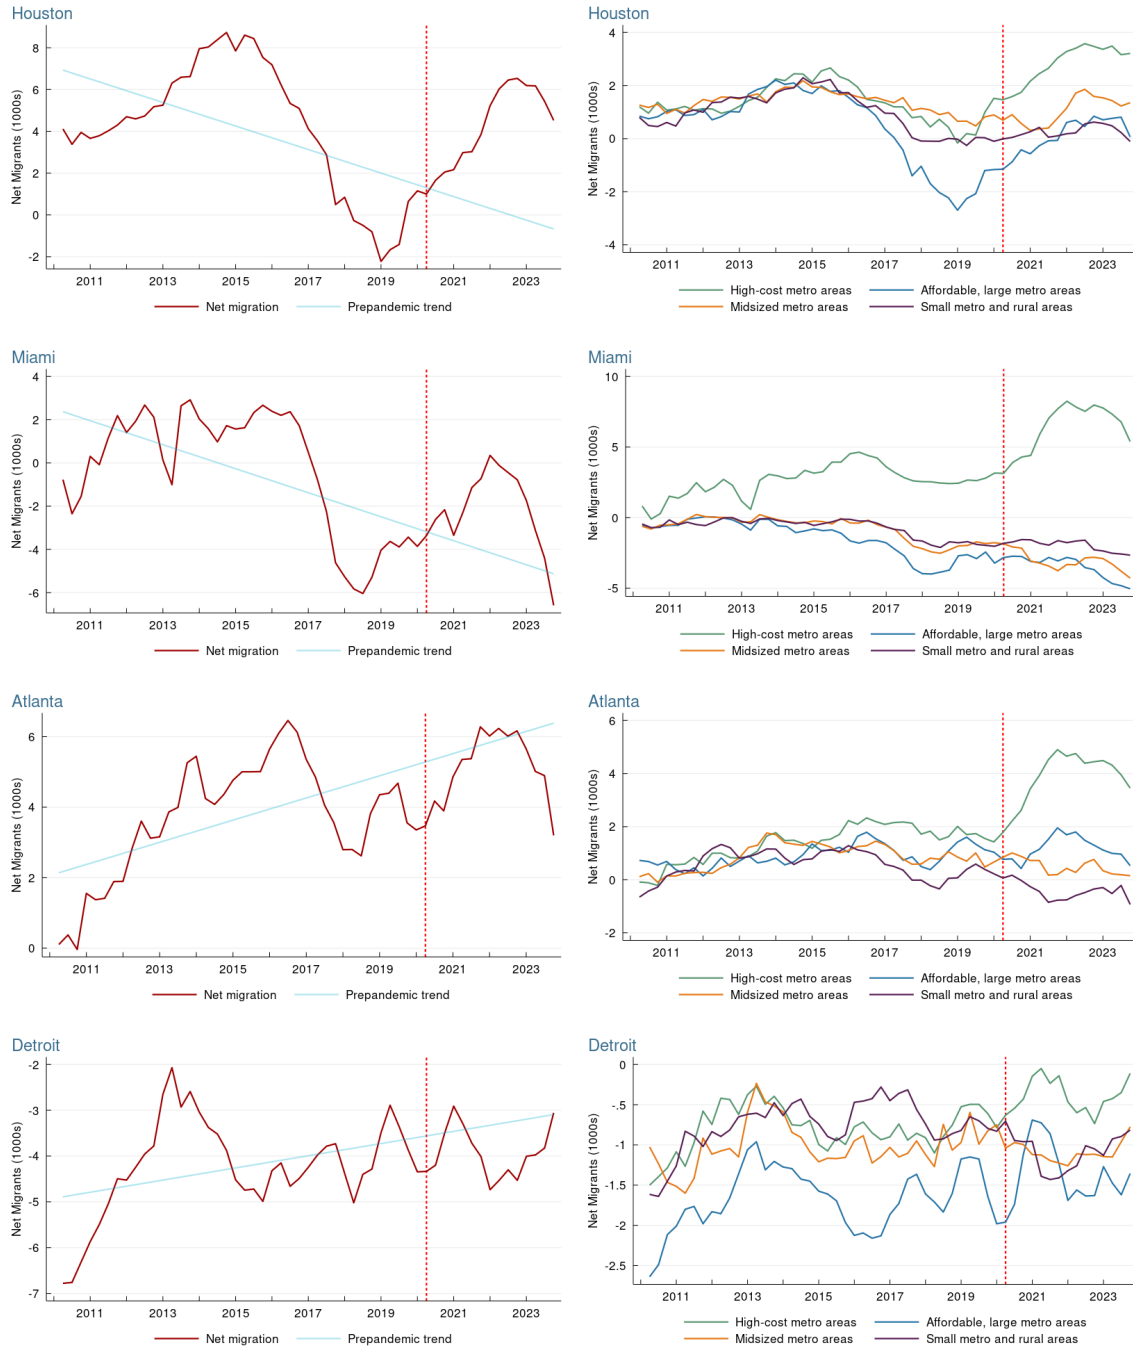 Houston
Net Migrants (1000s)
8
6
4
2
0
-2
2011 2013 2015 2017 2019 2021 2023
Net migration Prepandemic trend
Houston
Net Migrants (1000s)
4
2
0
-2
-4
2011 2013 2015 2017 2019 2021 2023
High-cost metro areas Affordable, large metro areas
Midsized metro areas Small metro and rural areas
Miami
Net Migrants (1000s)
4
2
0
-2
-4
-6
2011 2013 2015 2017 2019 2021 2023
Net migration Prepandemic trend
Miami
Net Migrants (1000s)
10
5
0
-5
2011 2013 2015 2017 2019 2021 2023
High-cost metro areas Affordable, large metro areas
Midsized metro areas Small metro and rural areas
Atlanta
Net Migrants (1000s)
6
4
2
0
2011 2013 2015 2017 2019 2021 2023
Net migration Prepandemic trend
Atlanta
Net Migrants (1000s)
6
4
2
0
-2
2011 2013 2015 2017 2019 2021 2023
High-cost metro areas Affordable, large metro areas
Midsized metro areas Small metro and rural areas
Detroit
Net Migrants (1000s)
-2
-3
-4
-5
-6
-7
2011 2013 2015 2017 2019 2021 2023
Net migration Prepandemic trend
Detroit
Net Migrants (1000s)
0
-.5
-1
-1.5
-2
-2.5
2011 2013 2015 2017 2019 2021 2023
High-cost metro areas Affordable, large metro areas
Midsized metro areas Small metro and rural areas